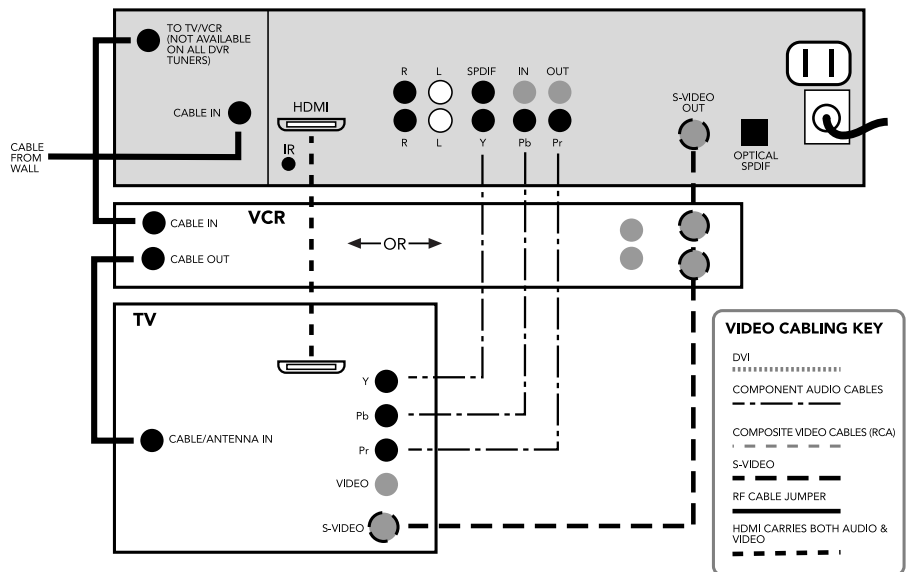 TO TV/VCR
(NOT AVAILABLE
ON ALL DVR
TUNERS)
CABLE IN
HDMI
IR
R L SPDIF IN OUT
R L Y Pb Pr
S-VIDEO
OUT
OPTICAL
SPDIF
CABLE
FROM
WALL
VCR
CABLE IN
CABLE OUT
OR
TV
Y
Pb
Pr
CABLE/ANTENNA IN
VIDEO
S-VIDEO
VIDEO CABLING KEY
DVI
COMPONENT AUDIO CABLES
COMPOSITE VIDEO CABLES (RCA)
S-VIDEO
RF CABLE JUMPER
HDMI CARRIES BOTH AUDIO &
VIDEO